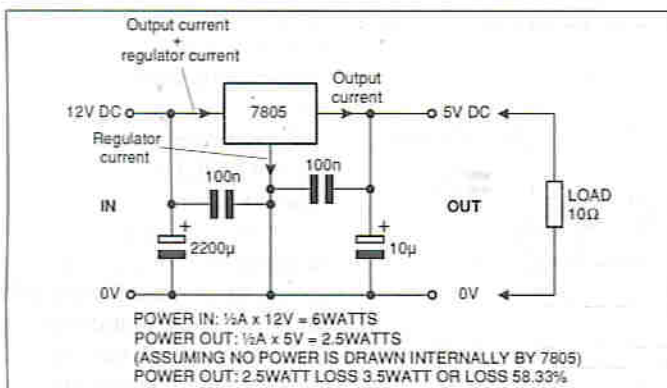 Output current
+
regulator current
Output
current
12V DC
7805
5V DC
Regulator
current
100n
100n
IN
OUT
LOAD
10Ω
+
2200µ
+
10µ
0V
0V
POWER IN: ½A x 12V = 6WATTS
POWER OUT: ½A x 5V = 2.5WATTS
(ASSUMING NO POWER IS DRAWN INTERNALLY BY 7805)
POWER OUT: 2.5WATT LOSS 3.5WATT OR LOSS 58.33%